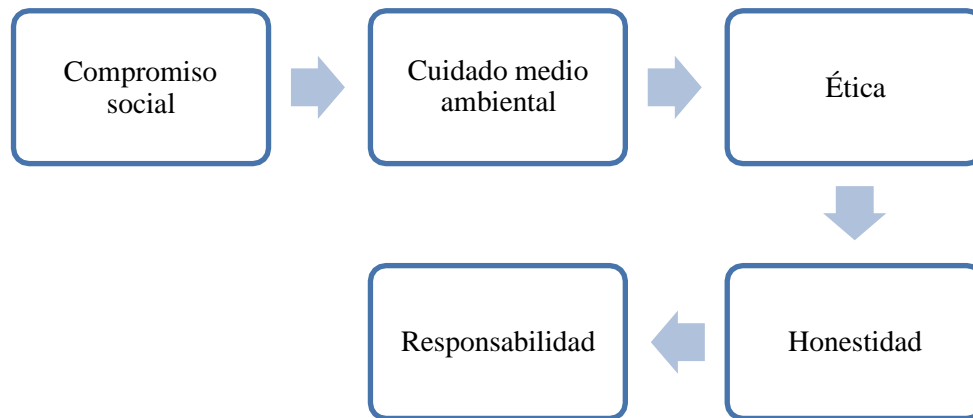 Compromiso
social
Cuidado medio
ambiental
Ética
Honestidad
Responsabilidad